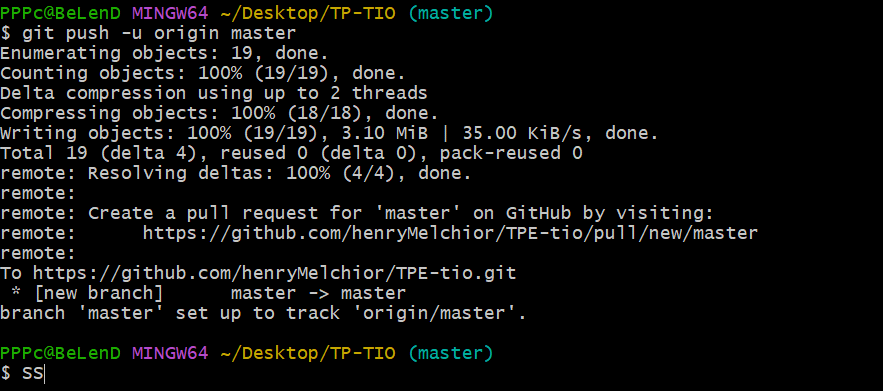 PPPc@BeLenD MINGW64 ~/Desktop/TP-TIO (master)
$ git push -u origin master
Enumerating objects: 19, done.
Counting objects: 100% (19/19), done.
Delta compression using up to 2 threads
Compressing objects: 100% (18/18), done.
Writing objects: 100% (19/19), 3.10 MiB | 35.00 KiB/s, done.
Total 19 (delta 4), reused 0 (delta 0), pack-reused 0
remote: Resolving deltas: 100% (4/4), done.
remote:
remote: Create a pull request for 'master' on GitHub by visiting:
remote:      https://github.com/henryMelchior/TPE-tio/pull/new/master
remote:
To https://github.com/henryMelchior/TPE-tio.git
 * [new branch]      master -> master
branch 'master' set up to track 'origin/master'.
PPPc@BeLenD MINGW64 ~/Desktop/TP-TIO (master)
$ SS